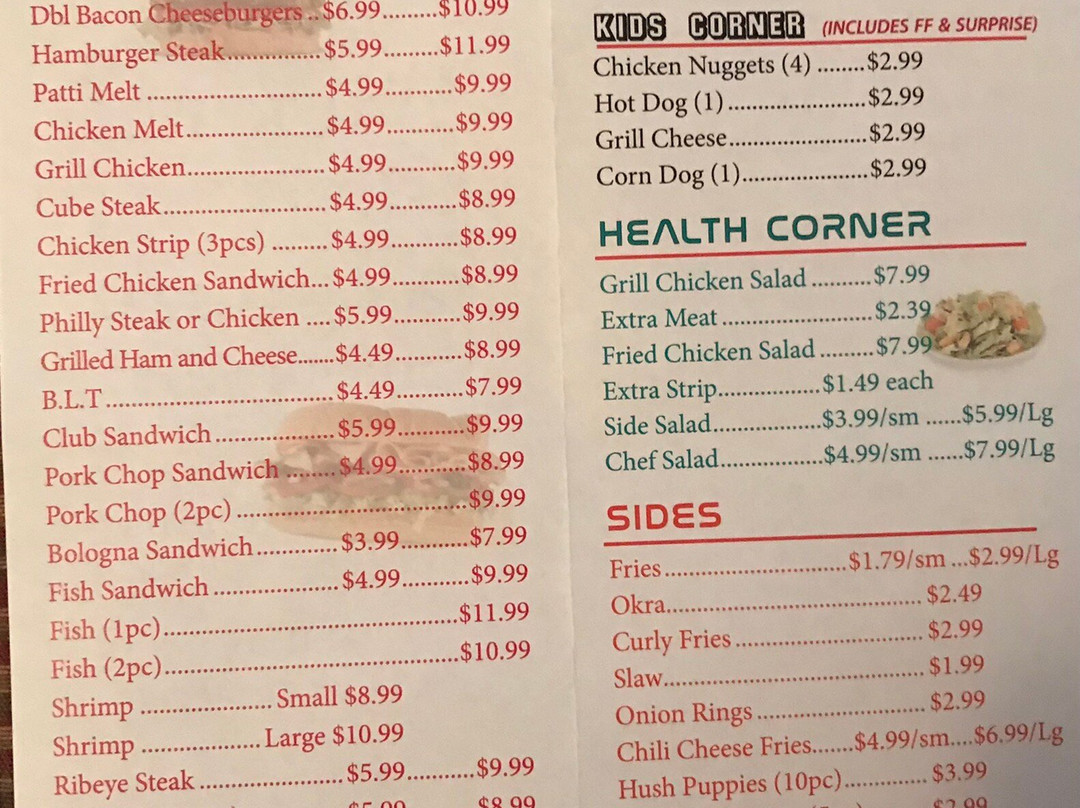 Dbl Bacon Cheeseburgers..$6.99.........$10.99
Hamburger Steak..............$5.99.........$11.99
Patti Melt ..........................$4.99...........$9.99
Chicken Melt.....................$4.99...........$9.99
Grill Chicken.....................$4.99...........$9.99
Cube Steak.........................$4.99...........$8.99
Chicken Strip (3pcs) .........$4.99...........$8.99
Fried Chicken Sandwich...$4.99...........$8.99
Philly Steak or Chicken ....$5.99...........$9.99
Grilled Ham and Cheese......$4.49...........$8.99
B.L.T...................................$4.49...........$7.99
Club Sandwich ..................$5.99...........$9.99
Pork Chop Sandwich ........$4.99...........$8.99
Pork Chop (2pc) ....................................$9.99
Bologna Sandwich.............$3.99...........$7.99
Fish Sandwich ...................$4.99...........$9.99
Fish (1pc)..............................................$11.99
Fish (2pc)..............................................$10.99
Shrimp .................... Small $8.99
Shrimp ................... Large $10.99
Ribeye Steak ......................$5.99...........$9.99
$5.99 $8.99
KIDS CORNER (INCLUDES FF & SURPRISE)
Chicken Nuggets (4) ........$2.99
Hot Dog (1) ......................$2.99
Grill Cheese......................$2.99
Corn Dog (1)....................$2.99
HEALTH CORNER
Grill Chicken Salad ..........$7.99
Extra Meat ........................$2.39
Fried Chicken Salad .........$7.99
Extra Strip................$1.49 each
Side Salad.................$3.99/sm ......$5.99/Lg
Chef Salad................$4.99/sm ......$7.99/Lg
SIDES
Fries.............................$1.79/sm ...$2.99/Lg
Okra........................................ $2.49
Curly Fries ............................. $2.99
Slaw......................................... $1.99
Onion Rings .......................... $2.99
Chili Cheese Fries.......$4.99/sm....$6.99/Lg
Hush Puppies (10pc)............. $3.99
$2.99